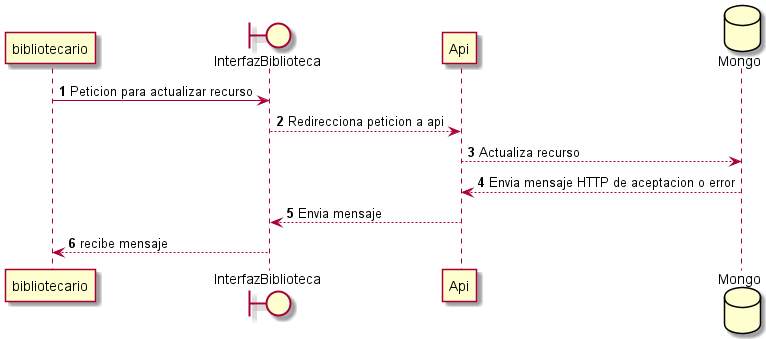 bibliotecario
InterfazBiblioteca
Api
Mongo
1 Peticion para actualizar recurso
2 Redirecciona peticion a api
3 Actualiza recurso
4 Envia mensaje HTTP de aceptacion o error
5 Envia mensaje
6 recibe mensaje
bibliotecario
InterfazBiblioteca
Api
Mongo